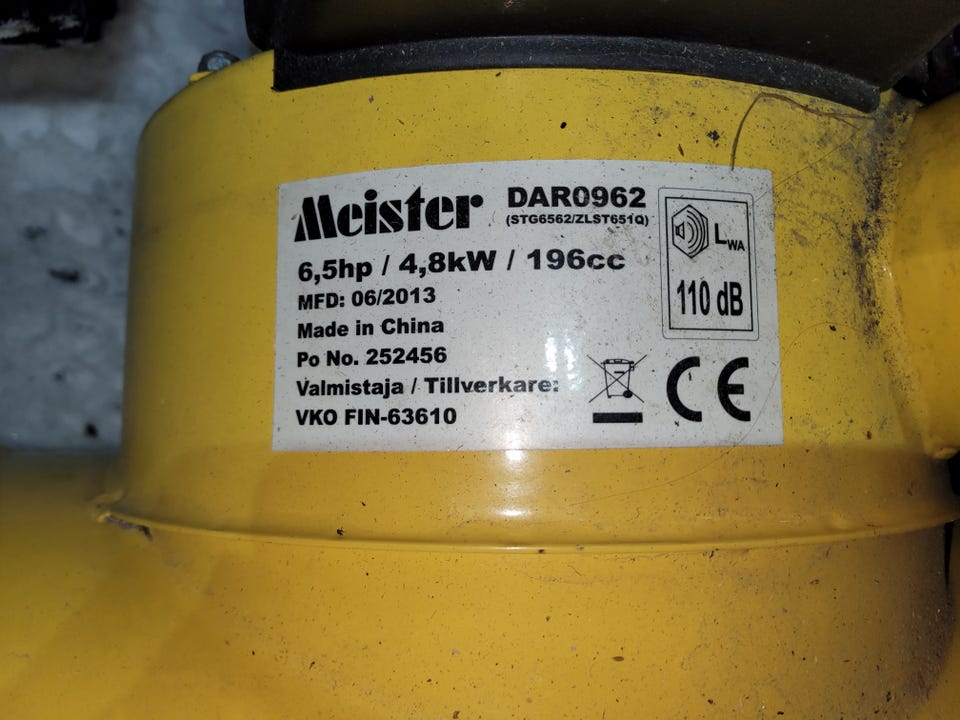 Meister DAR0962
(STG6562/ZLST651Q)
6,5hp / 4,8kW / 196cc
MFD: 06/2013
Made in China
Po No. 252456
Valmistaja / Tillverkare:
VKO FIN-63610
LWA
110 dB
CE